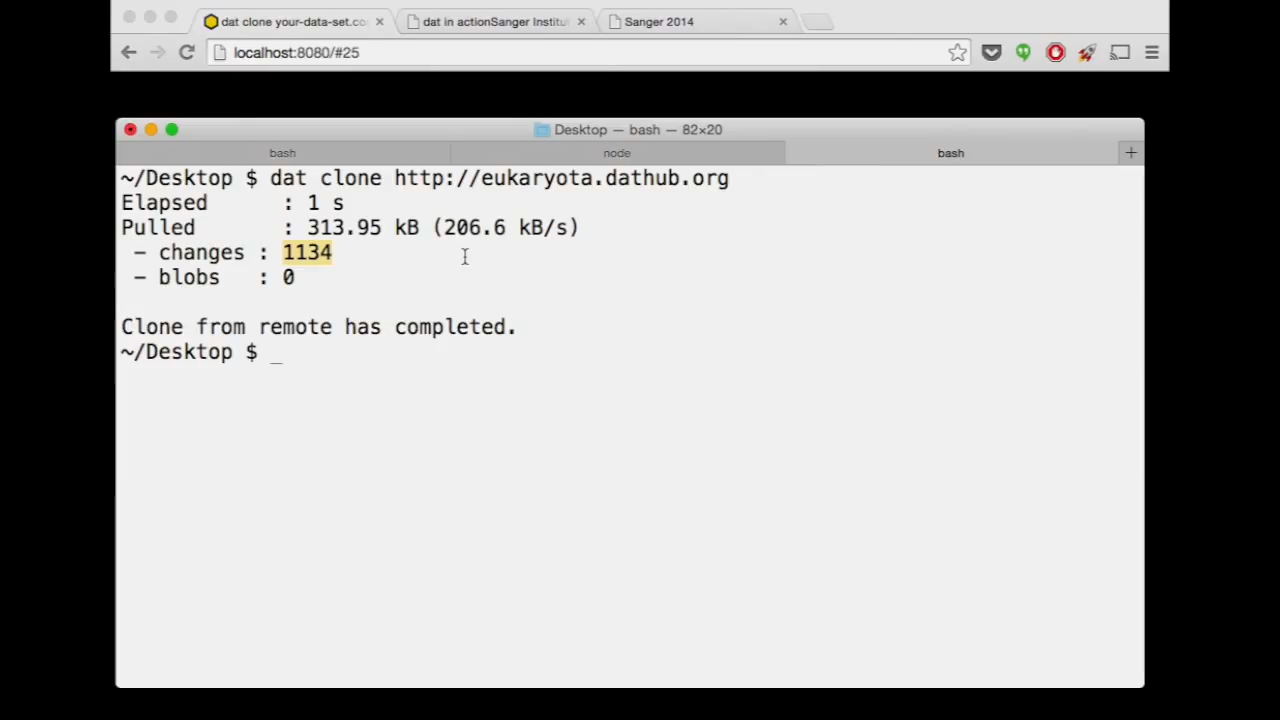 dat clone your-data-set.co
dat in actionSanger Institu
Sanger 2014
localhost:8080/#25
Desktop — bash — 82×20
bash
node
bash
~/Desktop $ dat clone http://eukaryota.dathub.org
Elapsed      : 1 s
Pulled       : 313.95 kB (206.6 kB/s)
 - changes : 1134
 - blobs   : 0
Clone from remote has completed.
~/Desktop $ _